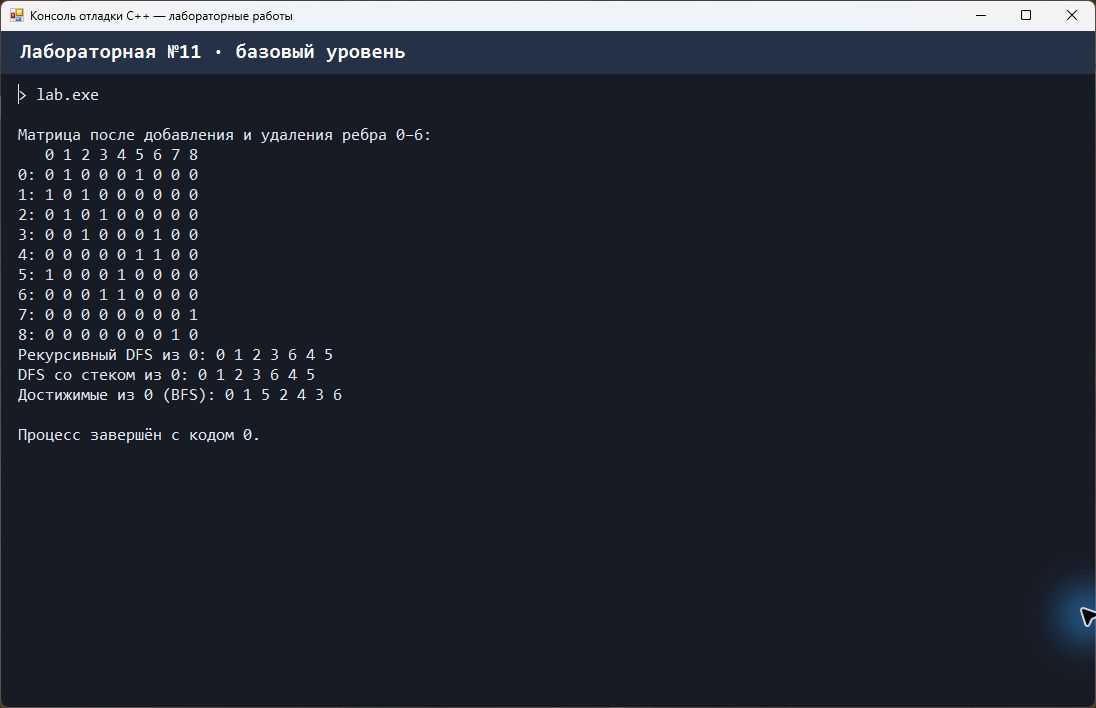 Консоль отладки C++ — лабораторные работы
Лабораторная №11 · базовый уровень
> lab.exe
Матрица после добавления и удаления ребра 0–6:
0 1 2 3 4 5 6 7 8
0: 0 1 0 0 0 1 0 0 0
1: 1 0 1 0 0 0 0 0 0
2: 0 1 0 1 0 0 0 0 0
3: 0 0 1 0 0 0 1 0 0
4: 0 0 0 0 0 1 1 0 0
5: 1 0 0 0 1 0 0 0 0
6: 0 0 0 1 1 0 0 0 0
7: 0 0 0 0 0 0 0 0 1
8: 0 0 0 0 0 0 0 1 0
Рекурсивный DFS из 0: 0 1 2 3 6 4 5
DFS со стеком из 0: 0 1 2 3 6 4 5
Достижимые из 0 (BFS): 0 1 5 2 4 3 6
Процесс завершён с кодом 0.